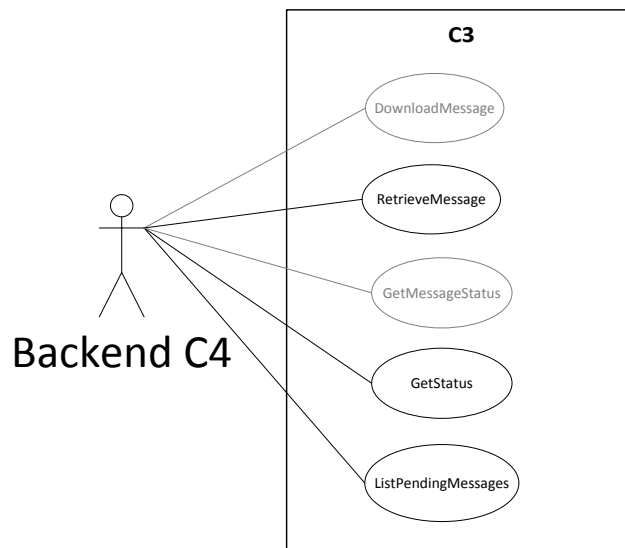 C3
DownloadMessage
RetrieveMessage
GetMessageStatus
Backend C4
GetStatus
ListPendingMessages